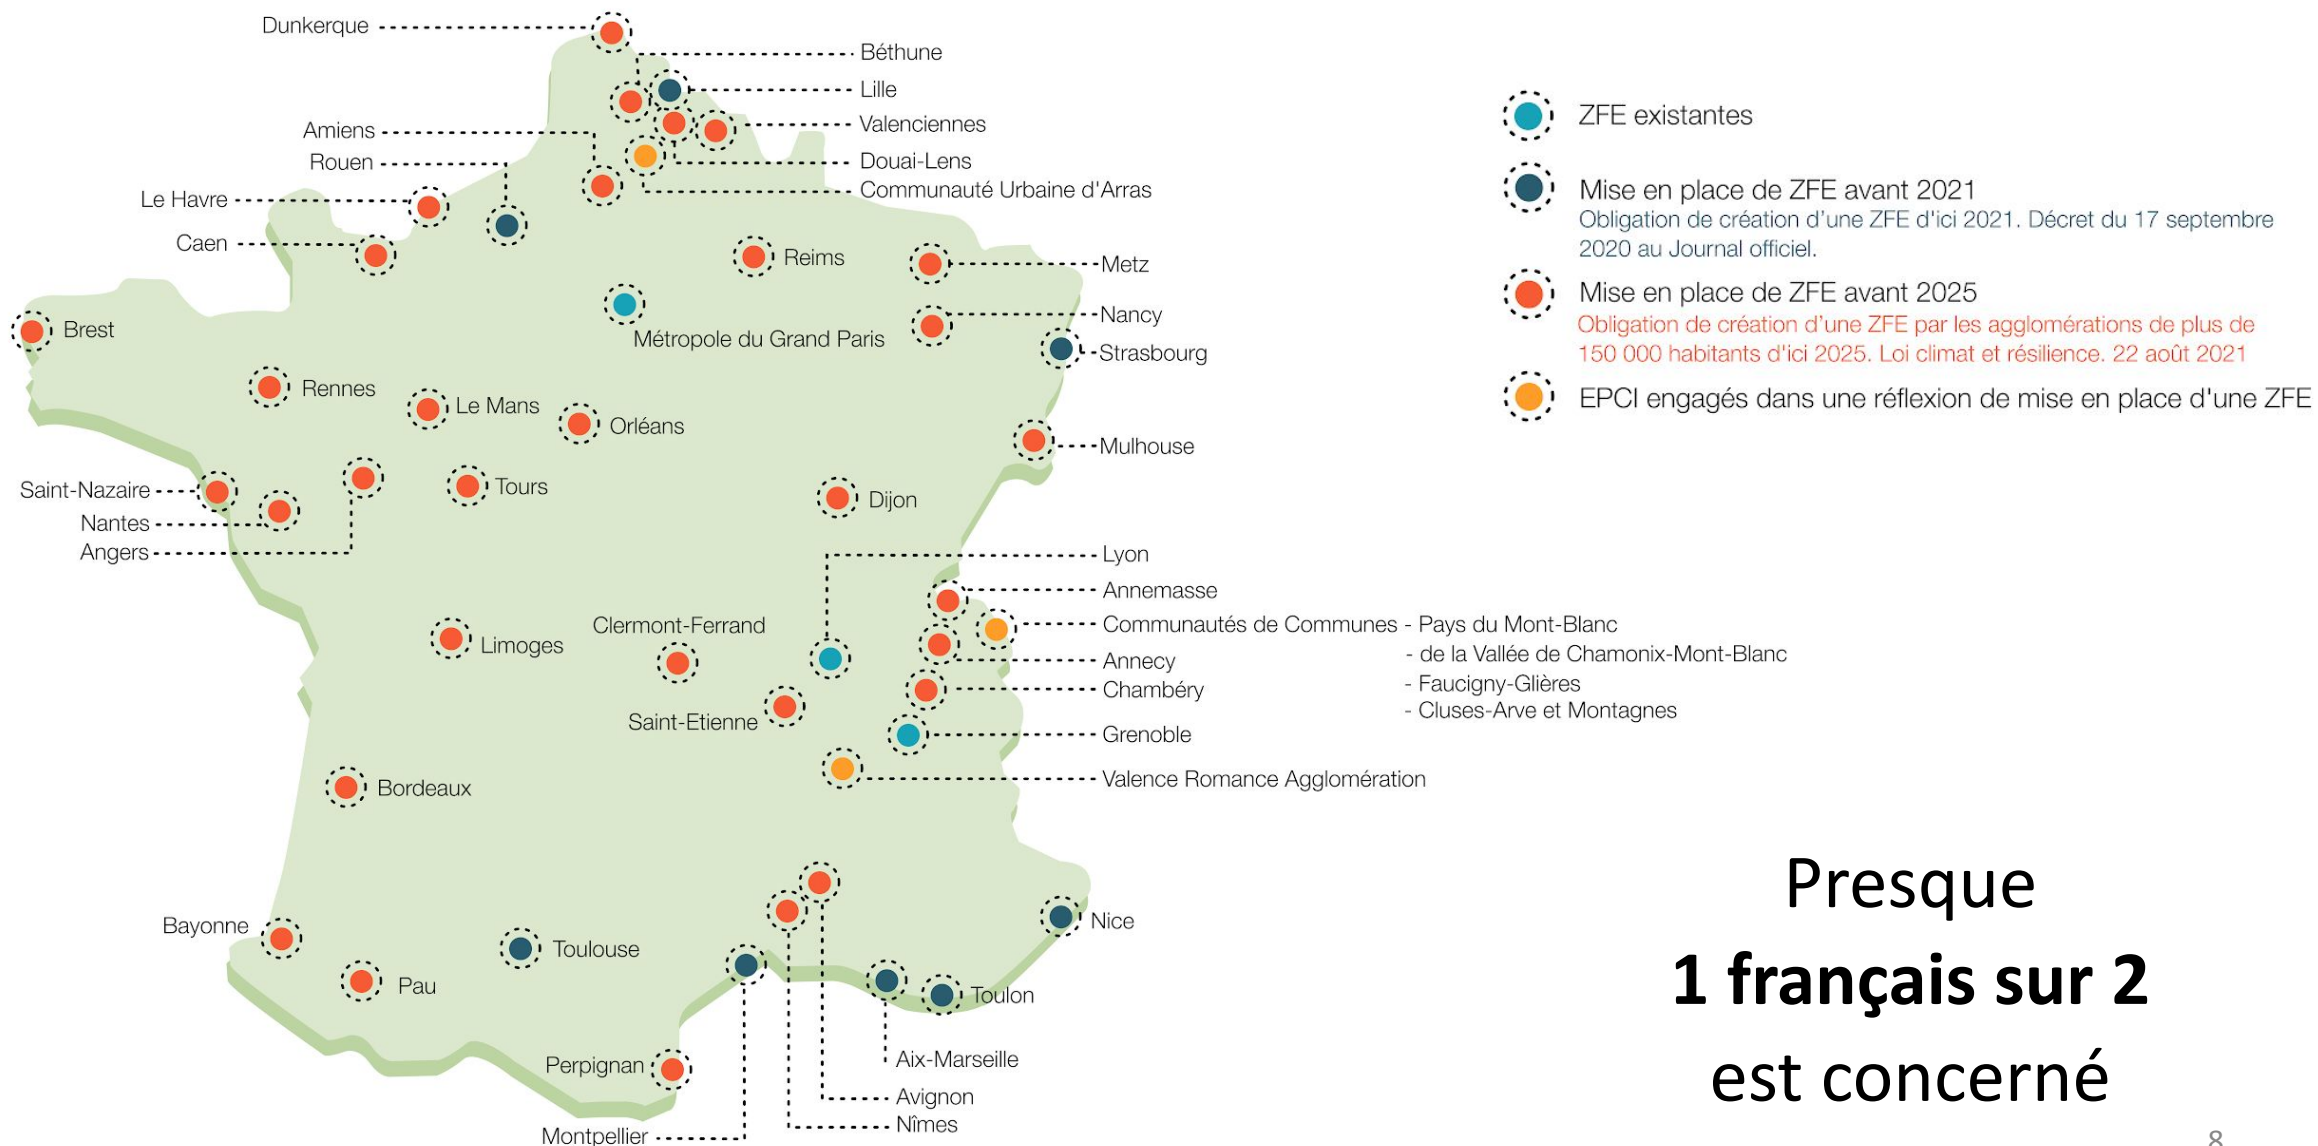 Dunkerque
Béthune
Lille
Amiens
Valenciennes
Rouen
Douai-Lens
Communauté Urbaine d'Arras
Le Havre
Caen
Reims
Metz
Brest
Métropole du Grand Paris
Nancy
Strasbourg
Rennes
Le Mans
Orléans
Mulhouse
Saint-Nazaire
Tours
Dijon
Nantes
Angers
Lyon
Annemasse
Clermont-Ferrand
Communautés de Communes - Pays du Mont-Blanc
- de la Vallée de Chamonix-Mont-Blanc
- Faucigny-Glières
- Cluses-Arve et Montagnes
Limoges
Annecy
Chambéry
Saint-Etienne
Grenoble
Valence Romance Agglomération
Bordeaux
Bayonne
Toulouse
Nice
Pau
Toulon
Perpignan
Aix-Marseille
Avignon
Nîmes
Montpellier
ZFE existantes
Mise en place de ZFE avant 2021
Obligation de création d'une ZFE d'ici 2021. Décret du 17 septembre
2020 au Journal officiel.
Mise en place de ZFE avant 2025
Obligation de création d'une ZFE par les agglomérations de plus de
150 000 habitants d'ici 2025. Loi climat et résilience. 22 août 2021
EPCI engagés dans une réflexion de mise en place d'une ZFE
Presque
1 français sur 2
est concerné
8